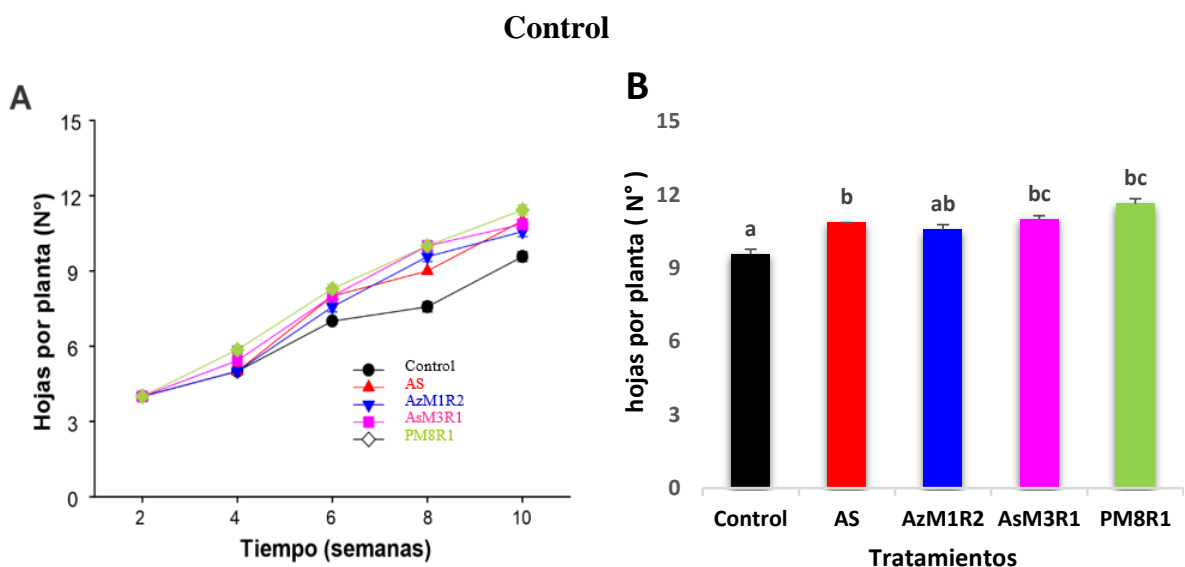 Control
A
Hojas por planta (N°)
15
12
9
6
3
0
2 4 6 8 10
Tiempo (semanas)
Control
AS
AzM1R2
AsM3R1
PM8R1
B
hojas por planta ( N° )
15
12
9
6
3
0
a
b
ab
bc
bc
Control AS AzM1R2 AsM3R1 PM8R1
Tratamientos